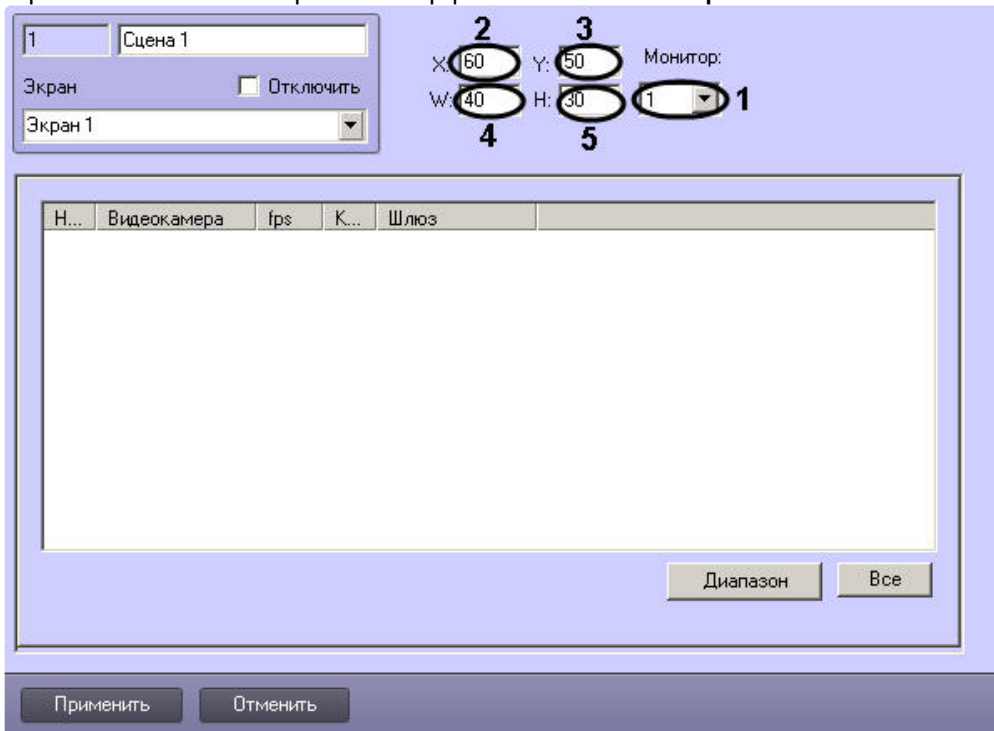 1 Сцена 1
Экран Отключить
Экран 1
2 3
X: 60 Y: 50 Монитор:
W: 40 H: 30 1 1
4 5
Н... Видеокамера fps К... Шлюз
Диапазон Все
Применить Отменить